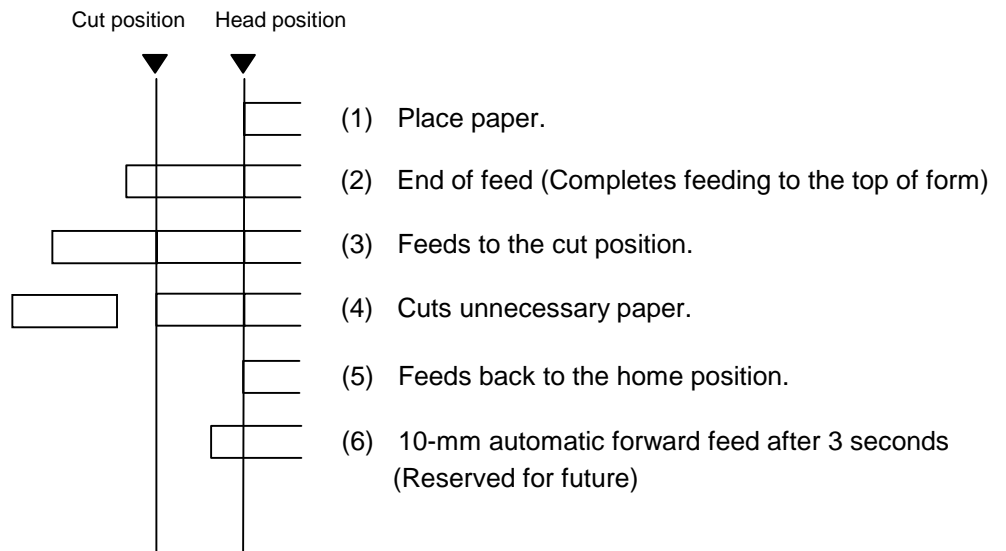 Cut position Head position
(1) Place paper.
(2) End of feed (Completes feeding to the top of form)
(3) Feeds to the cut position.
(4) Cuts unnecessary paper.
(5) Feeds back to the home position.
(6) 10-mm automatic forward feed after 3 seconds
(Reserved for future)